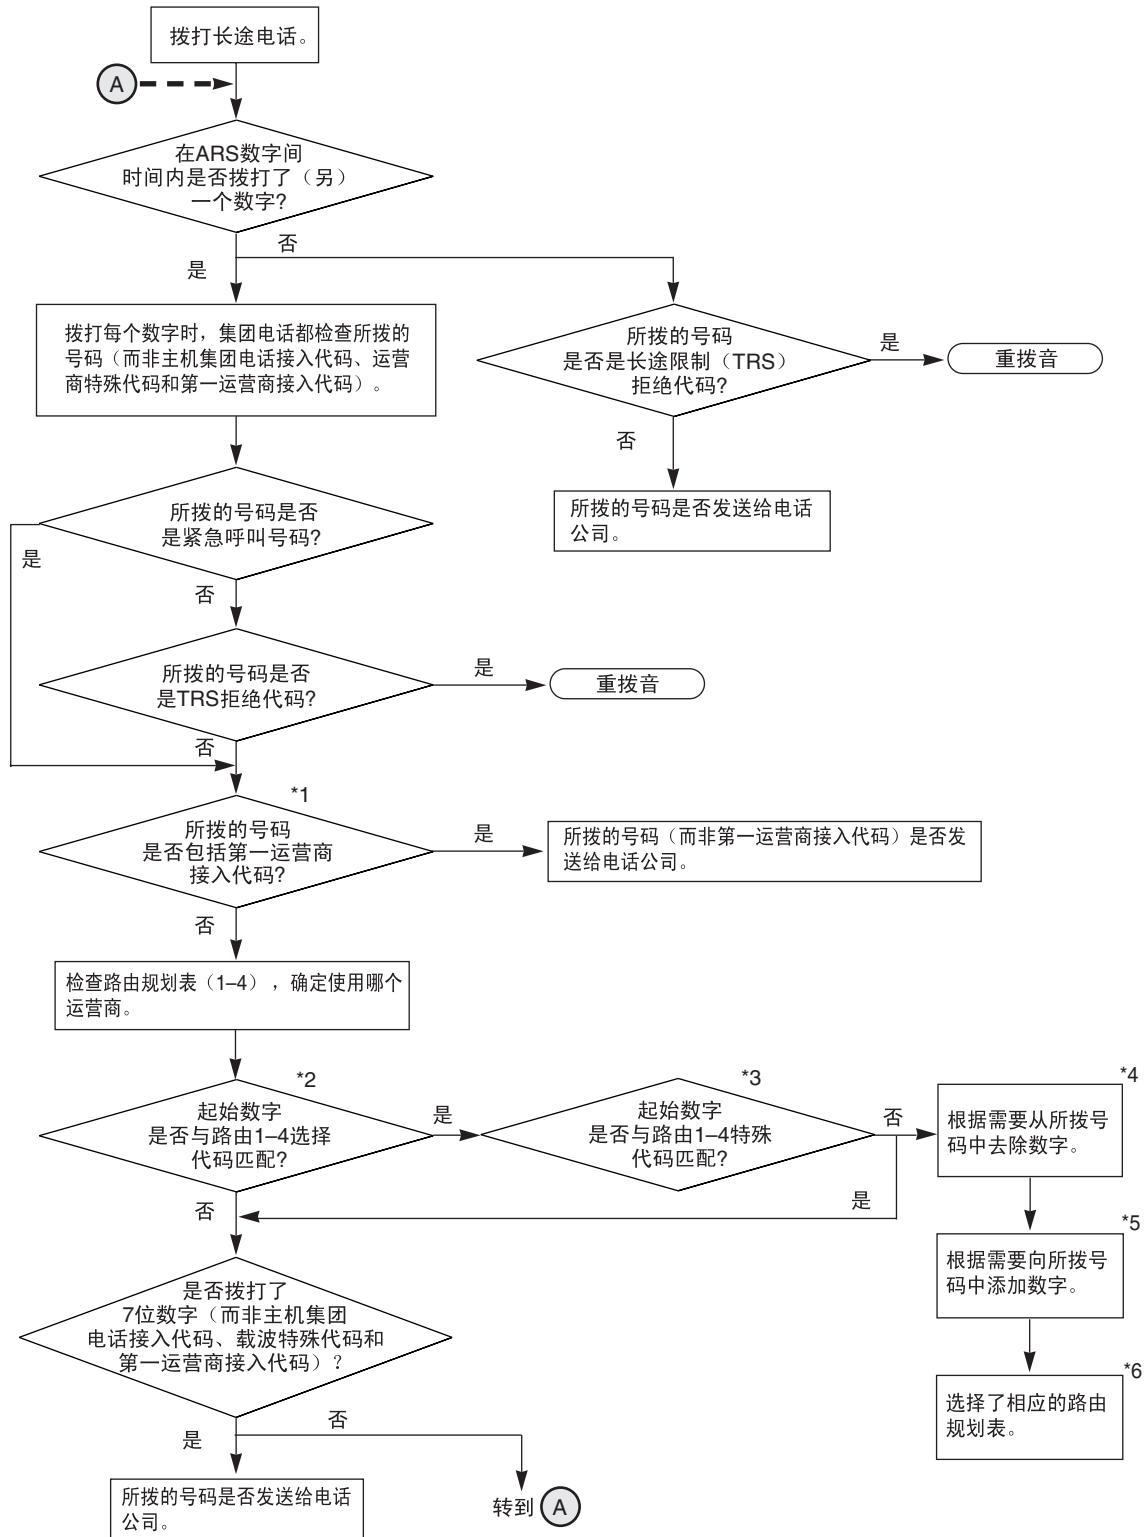 拨打长途电话。
A
在ARS数字间
时间内是否拨打了（另）
一个数字?
否
是
拨打每个数字时，集团电话都检查所拨的
号码（而非主机集团电话接入代码、运营
商特殊代码和第一运营商接入代码）。
所拨的号码
是否是长途限制（TRS）
拒绝代码?
是
重拨音
否
所拨的号码是否发送给电话
公司。
所拨的号码是否
是紧急呼叫号码?
是
否
所拨的号码是否
是TRS拒绝代码?
是
重拨音
否
*1
所拨的号码
是否包括第一运营商
接入代码?
是
所拨的号码（而非第一运营商接入代码）是否发
送给电话公司。
否
检查路由规划表（1–4），确定使用哪个
运营商。
*2
起始数字
是否与路由1–4选择
代码匹配?
是
*3
起始数字
是否与路由1–4特殊
代码匹配?
否
*4
根据需要从所拨号
码中去除数字。
是
否
*5
根据需要向所拨号
码中添加数字。
是否拨打了
7位数字（而非主机集团
电话接入代码、载波特殊代码和
第一运营商接入代码）?
*6
选择了相应的路由
规划表。
否
是
所拨的号码是否发送给电话
公司。
转到 A